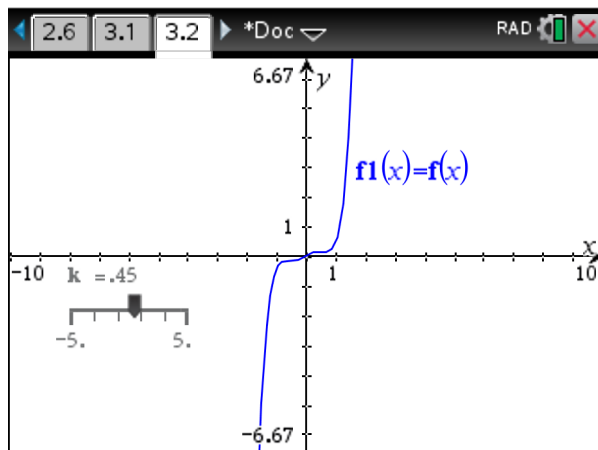 2.6 3.1 3.2 *Doc RAD
6.67 y
f1(x)=f(x)
1
x
-10 1 10
k =.45
-5. 5.
-6.67